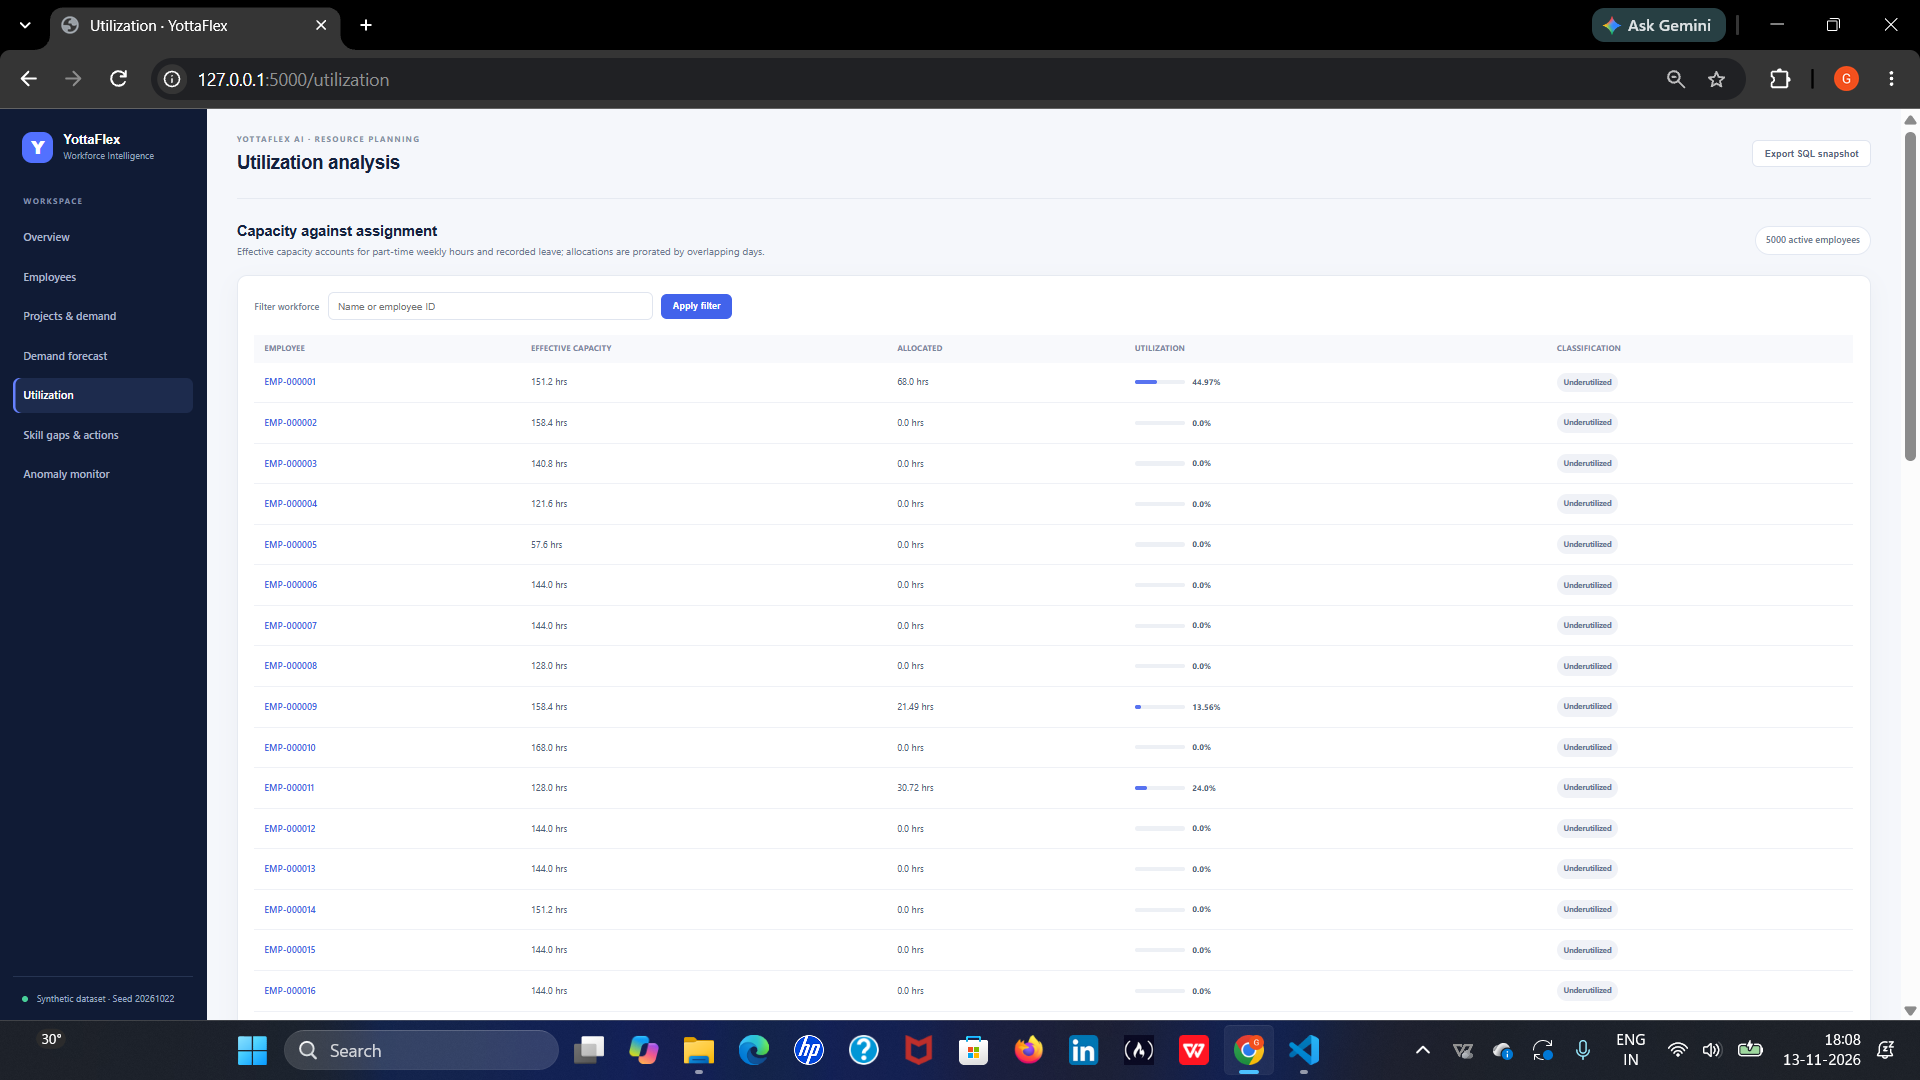 Utilization · YottaFlex
Ask Gemini
127.0.0.1:5000/utilization
G
Y
YottaFlex
Workforce Intelligence
WORKSPACE
Overview
Employees
Projects & demand
Demand forecast
Utilization
Skill gaps & actions
Anomaly monitor
Synthetic dataset · Seed 20261022
YOTTAFLEX AI · RESOURCE PLANNING
Utilization analysis
Export SQL snapshot
Capacity against assignment
Effective capacity accounts for part-time weekly hours and recorded leave; allocations are prorated by overlapping days.
5000 active employees
Filter workforce Name or employee ID Apply filter
EMPLOYEE EFFECTIVE CAPACITY ALLOCATED UTILIZATION CLASSIFICATION
EMP-000001 151.2 hrs 68.0 hrs 44.97% Underutilized
EMP-000002 158.4 hrs 0.0 hrs 0.0% Underutilized
EMP-000003 140.8 hrs 0.0 hrs 0.0% Underutilized
EMP-000004 121.6 hrs 0.0 hrs 0.0% Underutilized
EMP-000005 57.6 hrs 0.0 hrs 0.0% Underutilized
EMP-000006 144.0 hrs 0.0 hrs 0.0% Underutilized
EMP-000007 144.0 hrs 0.0 hrs 0.0% Underutilized
EMP-000008 128.0 hrs 0.0 hrs 0.0% Underutilized
EMP-000009 158.4 hrs 21.49 hrs 13.56% Underutilized
EMP-000010 168.0 hrs 0.0 hrs 0.0% Underutilized
EMP-000011 128.0 hrs 30.72 hrs 24.0% Underutilized
EMP-000012 144.0 hrs 0.0 hrs 0.0% Underutilized
EMP-000013 144.0 hrs 0.0 hrs 0.0% Underutilized
EMP-000014 151.2 hrs 0.0 hrs 0.0% Underutilized
EMP-000015 144.0 hrs 0.0 hrs 0.0% Underutilized
EMP-000016 144.0 hrs 0.0 hrs 0.0% Underutilized
30°
Search
hp
in
W
G
ENG
IN
18:08
13-11-2026